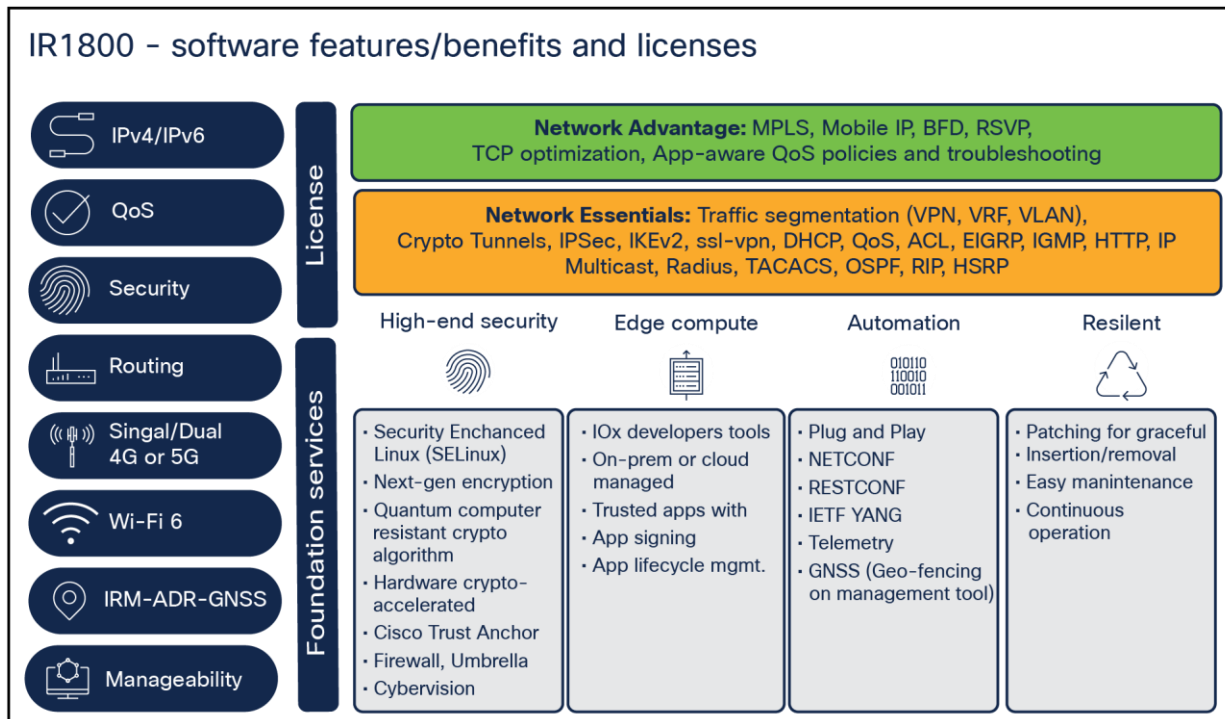 IR1800 - software features/benefits and licenses
IPv4/IPv6
QoS
Security
Routing
Singal/Dual
4G or 5G
Wi-Fi 6
IRM-ADR-GNSS
Manageability
License
Network Advantage: MPLS, Mobile IP, BFD, RSVP,
TCP optimization, App-aware QoS policies and troubleshooting
Network Essentials: Traffic segmentation (VPN, VRF, VLAN),
Crypto Tunnels, IPSec, IKEv2, ssl-vpn, DHCP, QoS, ACL, EIGRP, IGMP, HTTP, IP
Multicast, Radius, TACACS, OSPF, RIP, HSRP
Foundation services
High-end security
· Security Enchanced
Linux (SELinux)
· Next-gen encryption
· Quantum computer
resistant crypto
algorithm
· Hardware crypto-
accelerated
· Cisco Trust Anchor
· Firewall, Umbrella
· Cybervision
Edge compute
· IOx developers tools
· On-prem or cloud
managed
· Trusted apps with
· App signing
· App lifecycle mgmt.
Automation
010110
110010
001011
· Plug and Play
· NETCONF
· RESTCONF
· IETF YANG
· Telemetry
· GNSS (Geo-fencing
on management tool)
Resilent
· Patching for graceful
· Insertion/removal
· Easy manintenance
· Continuous
operation